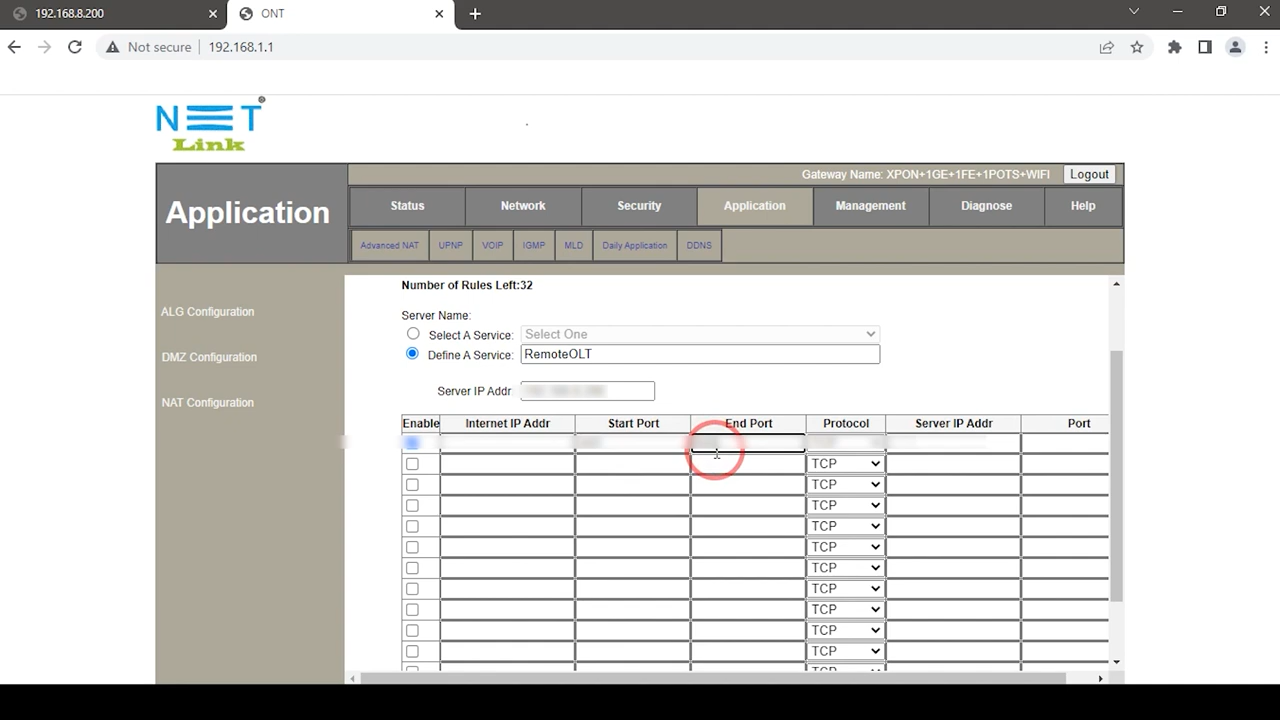 192.168.8.200
ONT
Not secure 192.168.1.1
NET
Link
Gateway Name: XPON+1GE+1FE+1POTS+WIFI Logout
Application
Status Network Security Application Management Diagnose Help
Advanced NAT UPNP VOIP IGMP MLD Daily Application DDNS
ALG Configuration
DMZ Configuration
NAT Configuration
Number of Rules Left:32
Server Name:
Select A Service: Select One
Define A Service: RemoteOLT
Server IP Addr
Enable Internet IP Addr Start Port End Port Protocol Server IP Addr Port
TCP
TCP
TCP
TCP
TCP
TCP
TCP
TCP
TCP
TCP
TCP